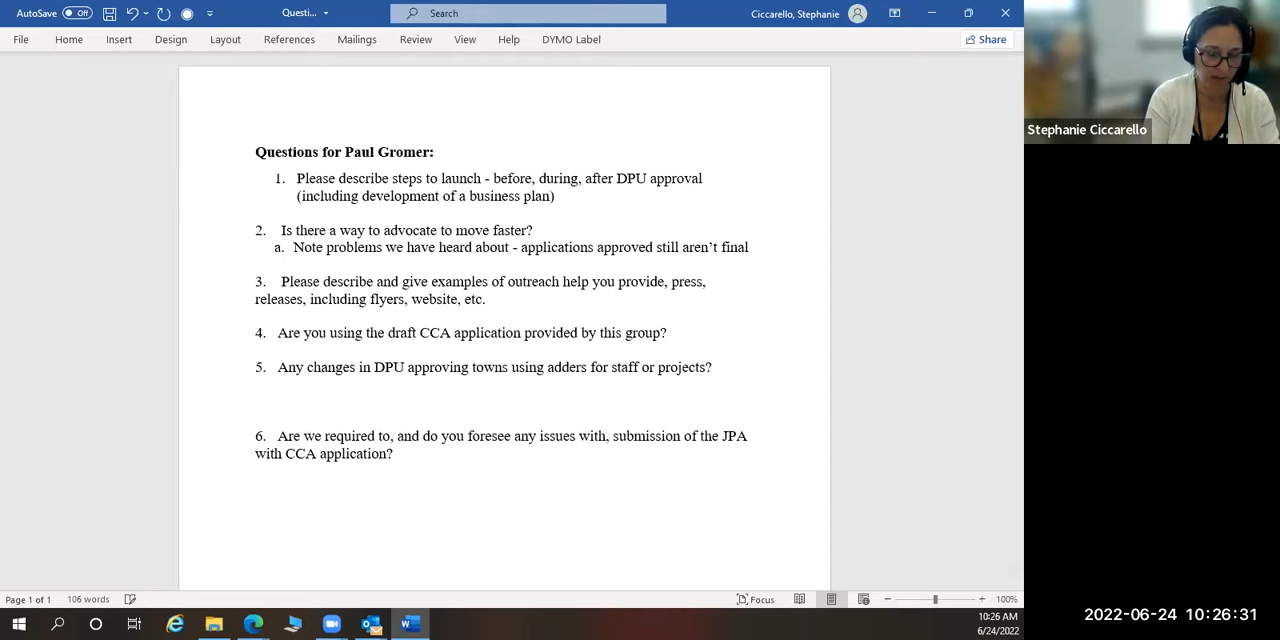 AutoSave Off Questi... Search Ciccarello, Stephanie
File Home Insert Design Layout References Mailings Review View Help DYMO Label Share
Stephanie Ciccarello
Questions for Paul Gromer:
1. Please describe steps to launch - before, during, after DPU approval
(including development of a business plan)
2. Is there a way to advocate to move faster?
a. Note problems we have heard about - applications approved still aren’t final
3. Please describe and give examples of outreach help you provide, press,
releases, including flyers, website, etc.
4. Are you using the draft CCA application provided by this group?
5. Any changes in DPU approving towns using adders for staff or projects?
6. Are we required to, and do you foresee any issues with, submission of the JPA
with CCA application?
Page 1 of 1 106 words Focus 100%
10:26 AM
6/24/2022
2022-06-24 10:26:31